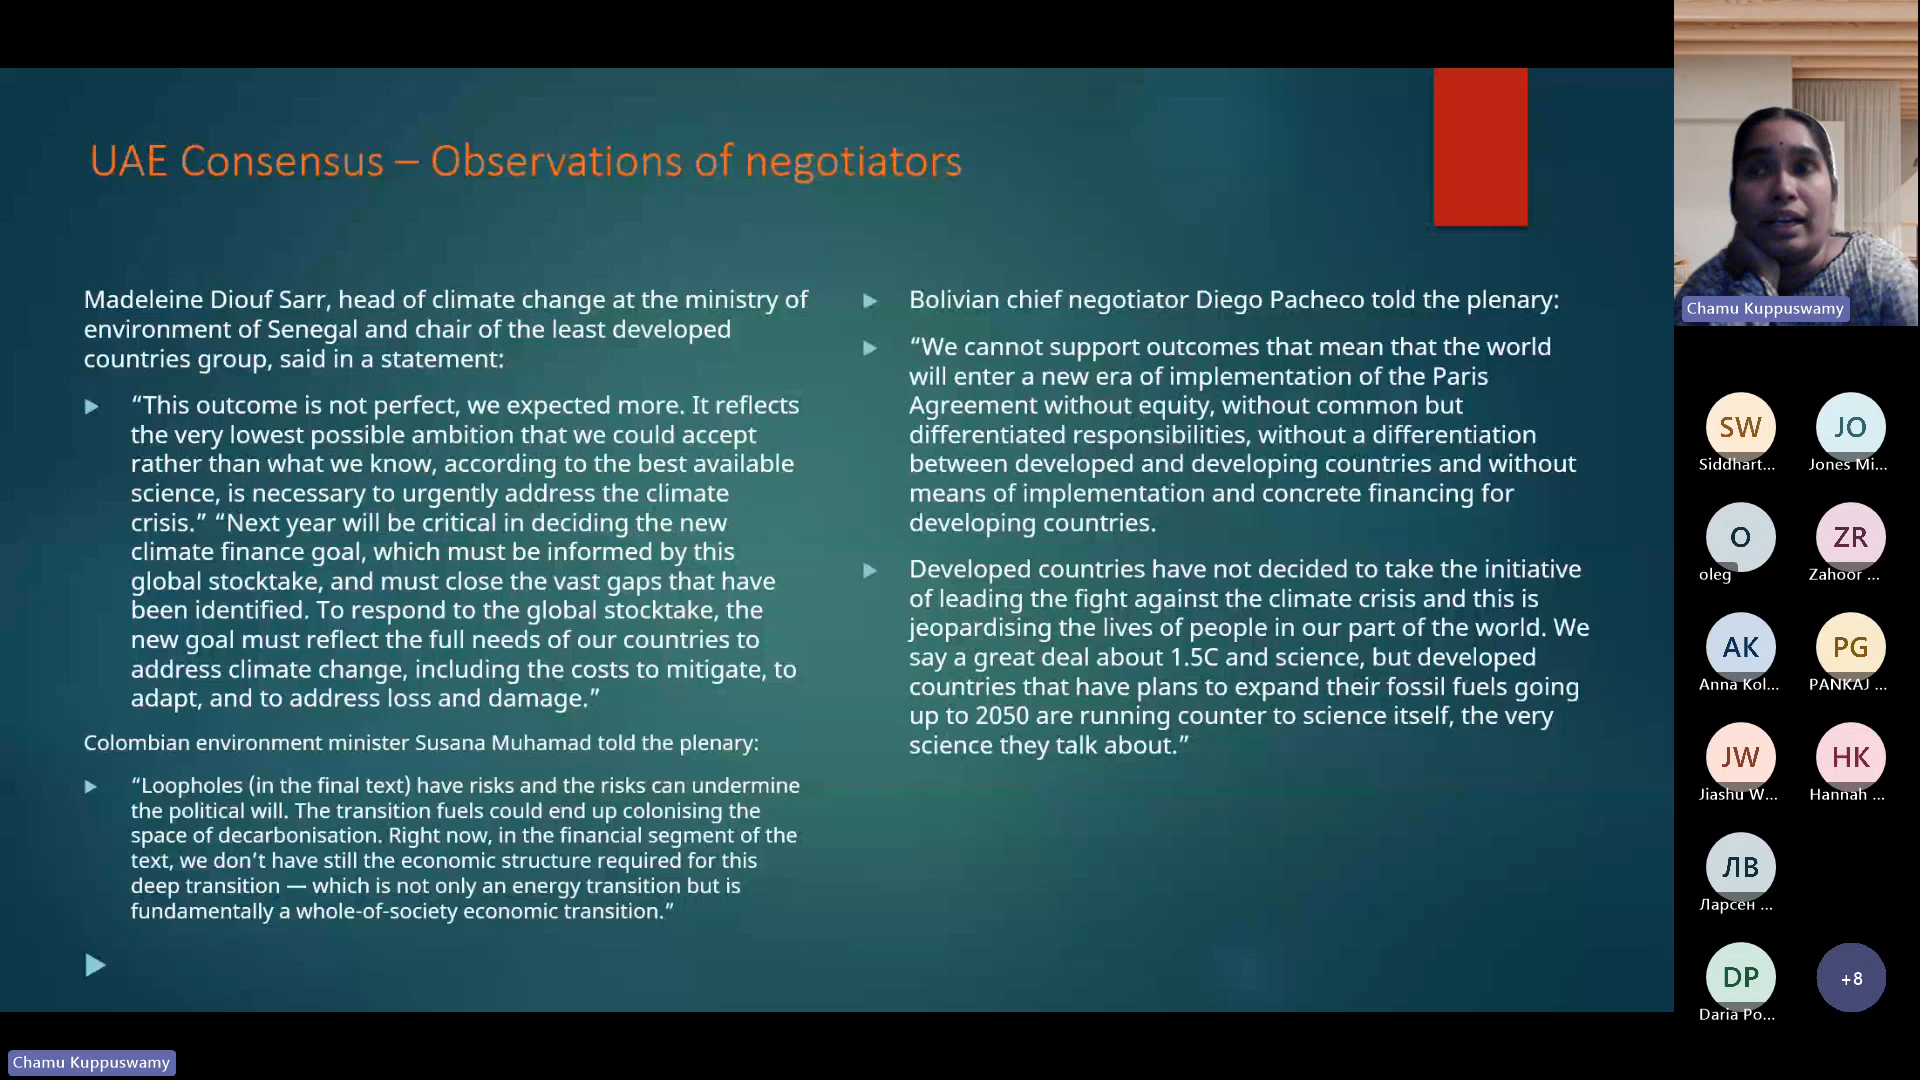 UAE Consensus – Observations of negotiators
Madeleine Diouf Sarr, head of climate change at the ministry of
environment of Senegal and chair of the least developed
countries group, said in a statement:
“This outcome is not perfect, we expected more. It reflects
the very lowest possible ambition that we could accept
rather than what we know, according to the best available
science, is necessary to urgently address the climate
crisis.” “Next year will be critical in deciding the new
climate finance goal, which must be informed by this
global stocktake, and must close the vast gaps that have
been identified. To respond to the global stocktake, the
new goal must reflect the full needs of our countries to
address climate change, including the costs to mitigate, to
adapt, and to address loss and damage.”
Colombian environment minister Susana Muhamad told the plenary:
“Loopholes (in the final text) have risks and the risks can undermine
the political will. The transition fuels could end up colonising the
space of decarbonisation. Right now, in the financial segment of the
text, we don’t have still the economic structure required for this
deep transition — which is not only an energy transition but is
fundamentally a whole-of-society economic transition.”
Bolivian chief negotiator Diego Pacheco told the plenary:
“We cannot support outcomes that mean that the world
will enter a new era of implementation of the Paris
Agreement without equity, without common but
differentiated responsibilities, without a differentiation
between developed and developing countries and without
means of implementation and concrete financing for
developing countries.
Developed countries have not decided to take the initiative
of leading the fight against the climate crisis and this is
jeopardising the lives of people in our part of the world. We
say a great deal about 1.5C and science, but developed
countries that have plans to expand their fossil fuels going
up to 2050 are running counter to science itself, the very
science they talk about.”
Chamu Kuppuswamy
SW
Siddhart...
JO
Jones Mi...
O
oleg
ZR
Zahoor ...
AK
Anna Kol...
PG
PANKAJ ...
JW
Jiashu W...
HK
Hannah ...
ЛВ
Ларсен ...
DP
Daria Po...
+8
Chamu Kuppuswamy